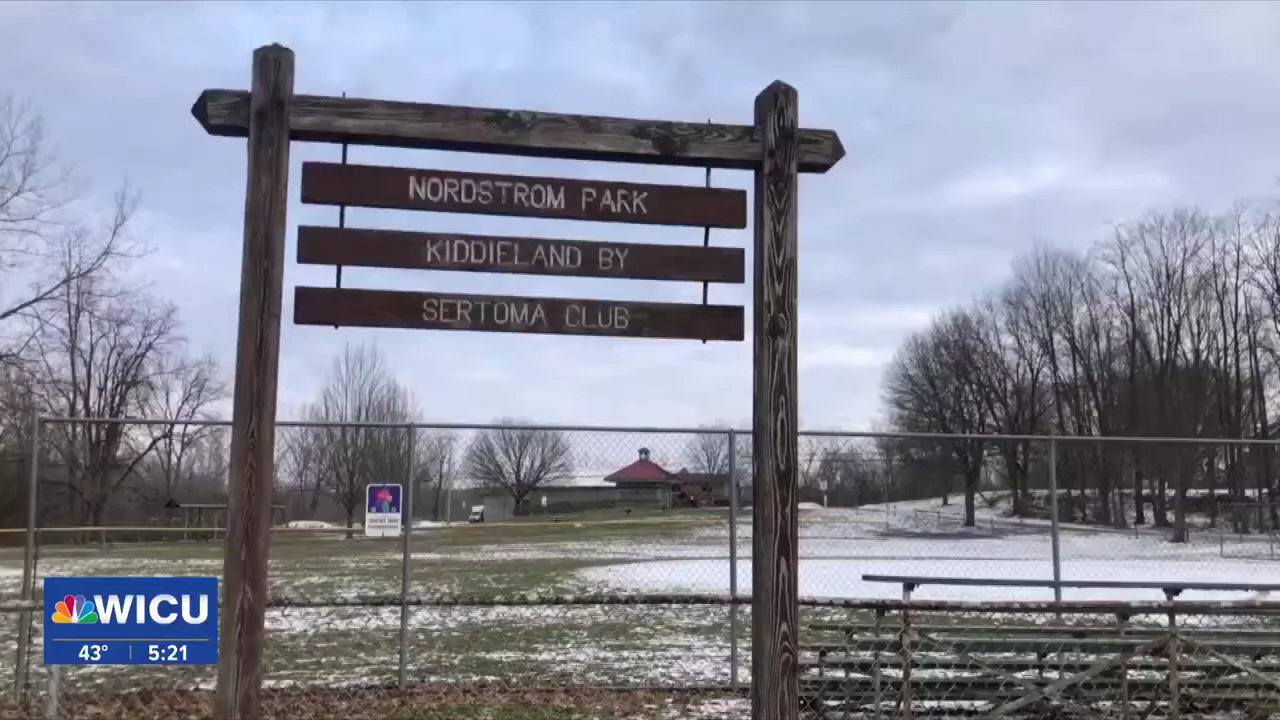 NORDSTROM PARK
KIDDIELAND BY
SERTOMA CLUB
WICU
43° | 5:21